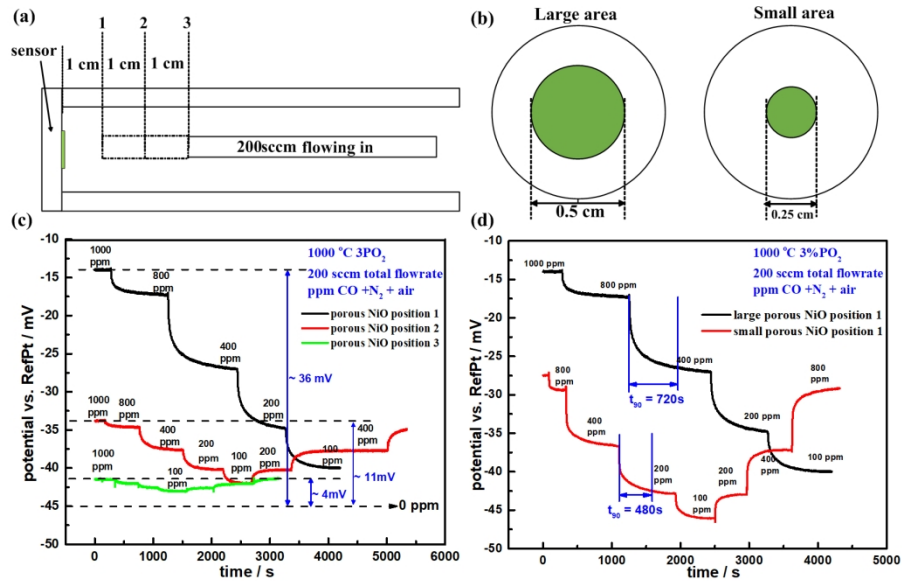 (a)
1 2 3
sensor
1 cm 1 cm 1 cm
200sccm flowing in
(b)
Large area
Small area
0.5 cm
0.25 cm
(c)
-10
-15
-20
-25
-30
-35
-40
-45
-50
potential vs. RefPt / mV
0 1000 2000 3000 4000 5000
time / s
1000 °C 3PO2
200 sccm total flowrate
ppm CO +N2 + air
porous NiO position 1
porous NiO position 2
porous NiO position 3
1000
ppm
800
ppm
400
ppm
200
ppm
100
ppm
1000
ppm
800
ppm
400
ppm
200
ppm
100
ppm
200
ppm
400
ppm
1000
ppm
100
ppm
~ 36 mV
~ 11mV
~ 4mV
0 ppm
(d)
-10
-15
-20
-25
-30
-35
-40
-45
-50
potential vs. RefPt / mV
0 1000 2000 3000 4000 5000
time / s
1000 °C 3%PO2
200 sccm total flowrate
ppm CO +N2 + air
large porous NiO position 1
small porous NiO position 1
1000 ppm
800 ppm
400 ppm
200 ppm
100 ppm
t90 = 720s
800
ppm
400
ppm
200
ppm
100
ppm
200
ppm
400
ppm
800
ppm
t90 = 480s